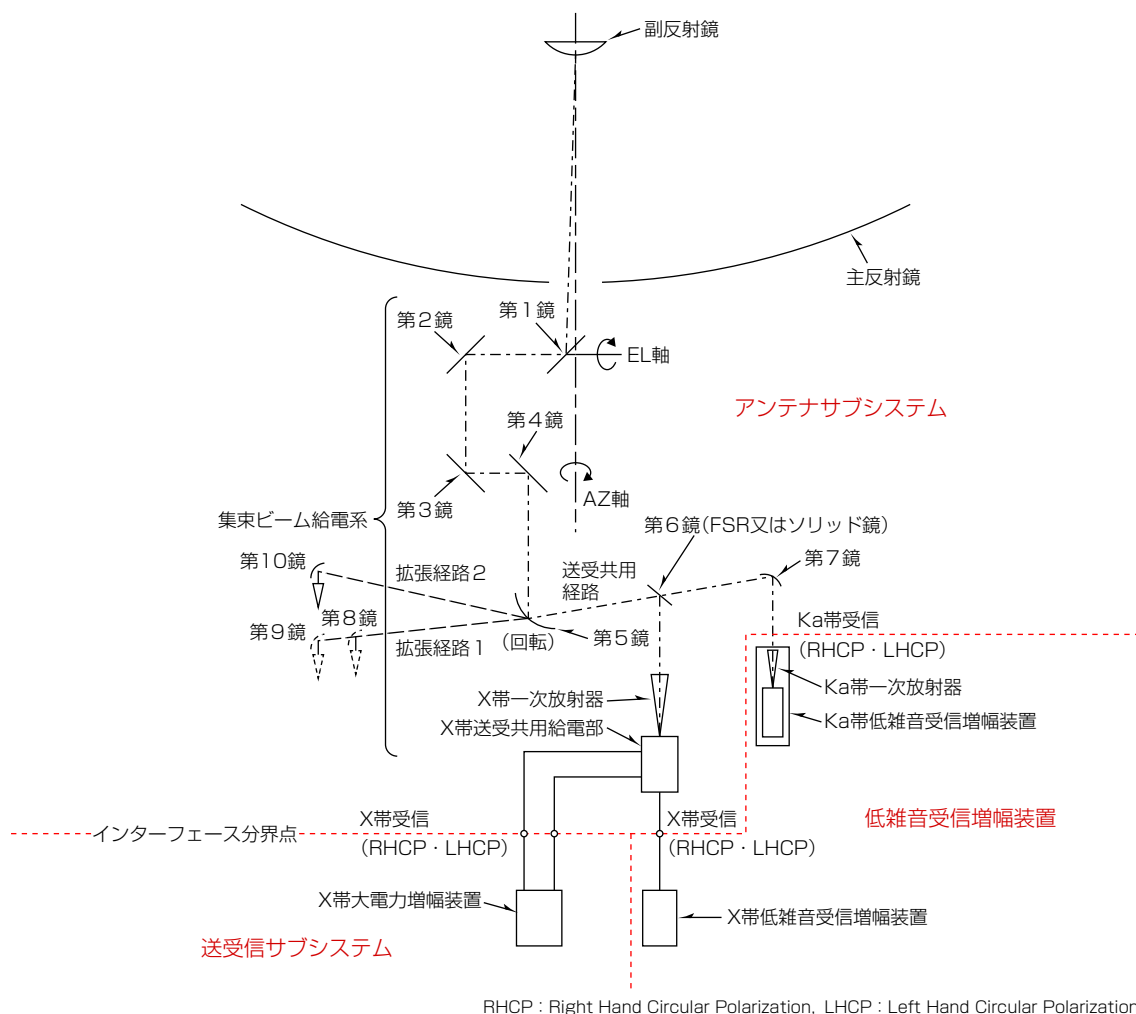 副反射鏡
主反射鏡
第1鏡
第2鏡
EL軸
アンテナサブシステム
第4鏡
AZ軸
第3鏡
集束ビーム給電系
第6鏡(FSR又はソリッド鏡)
第10鏡
拡張経路2
送受共用
経路
第7鏡
第9鏡
第8鏡
拡張経路1
(回転)
第5鏡
Ka帯受信
(RHCP・LHCP)
X帯一次放射器
Ka帯一次放射器
X帯送受共用給電部
Ka帯低雑音受信増幅装置
インターフェース分界点
X帯受信
(RHCP・LHCP)
X帯受信
(RHCP・LHCP)
低雑音受信増幅装置
X帯大電力増幅装置
X帯低雑音受信増幅装置
送受信サブシステム
RHCP:Right Hand Circular Polarization, LHCP:Left Hand Circular Polarization